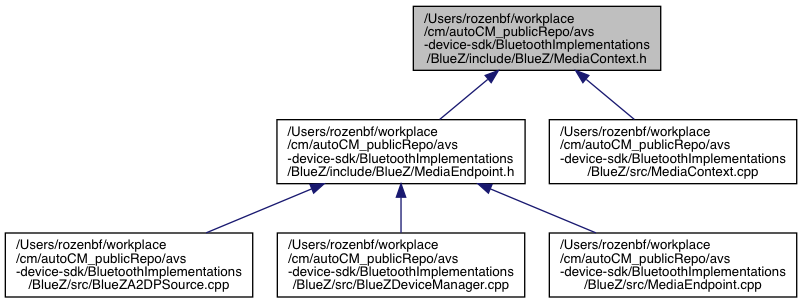 /Users/rozenbf/workplace
/cm/autoCM_publicRepo/avs
-device-sdk/BluetoothImplementations
/BlueZ/include/BlueZ/MediaContext.h
/Users/rozenbf/workplace
/cm/autoCM_publicRepo/avs
-device-sdk/BluetoothImplementations
/BlueZ/include/BlueZ/MediaEndpoint.h
/Users/rozenbf/workplace
/cm/autoCM_publicRepo/avs
-device-sdk/BluetoothImplementations
/BlueZ/src/MediaContext.cpp
/Users/rozenbf/workplace
/cm/autoCM_publicRepo/avs
-device-sdk/BluetoothImplementations
/BlueZ/src/BlueZA2DPSource.cpp
/Users/rozenbf/workplace
/cm/autoCM_publicRepo/avs
-device-sdk/BluetoothImplementations
/BlueZ/src/BlueZDeviceManager.cpp
/Users/rozenbf/workplace
/cm/autoCM_publicRepo/avs
-device-sdk/BluetoothImplementations
/BlueZ/src/MediaEndpoint.cpp